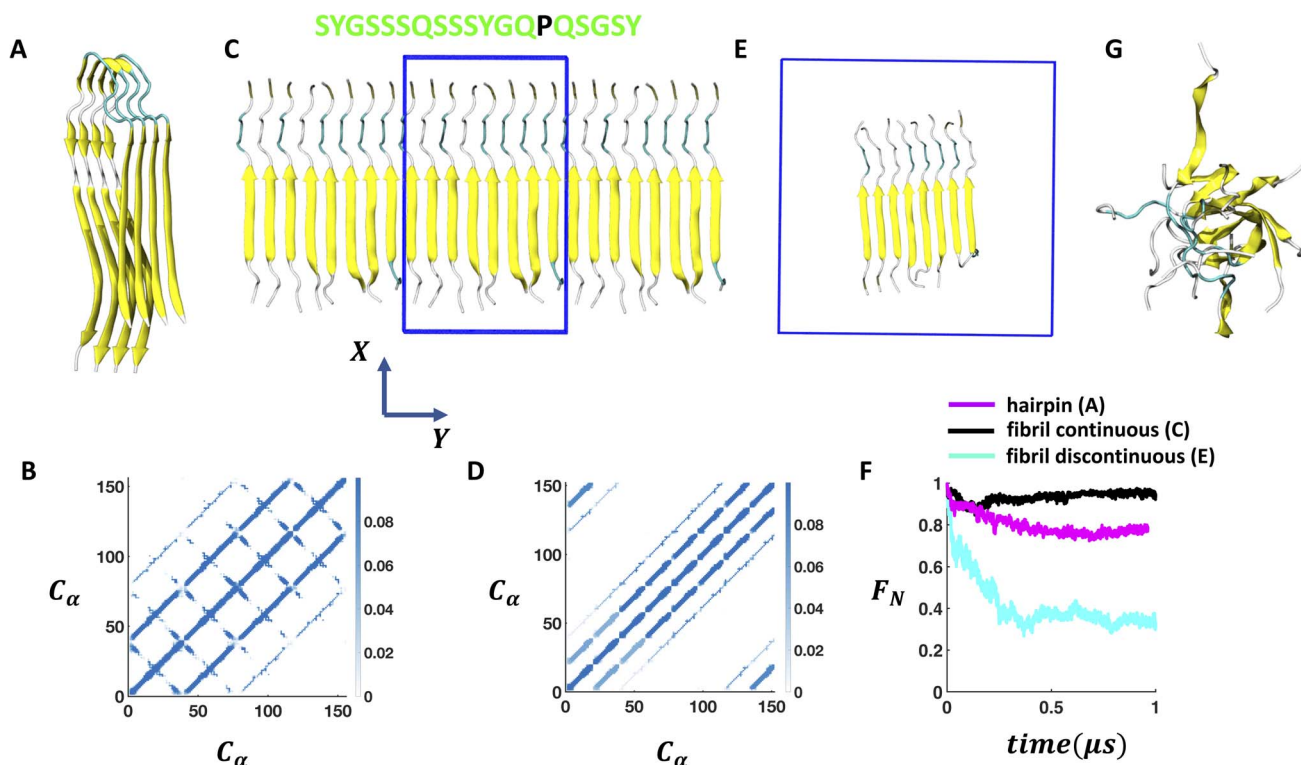 SYGSSSQSSSYGQPQSGSY
A
C
E
G
X
Y
hairpin (A)
fibril continuous (C)
fibril discontinuous (E)
B
D
F
150
100
50
0
0 50 100
0.08
0.06
0.04
0.02
0
Cα
Cα
150
100
50
0
0 50 100 150
0.08
0.06
0.04
0.02
0
Cα
Cα
1
0.8
0.6
0.4
0.2
0
0 0.5 1
F_N
time(μs)